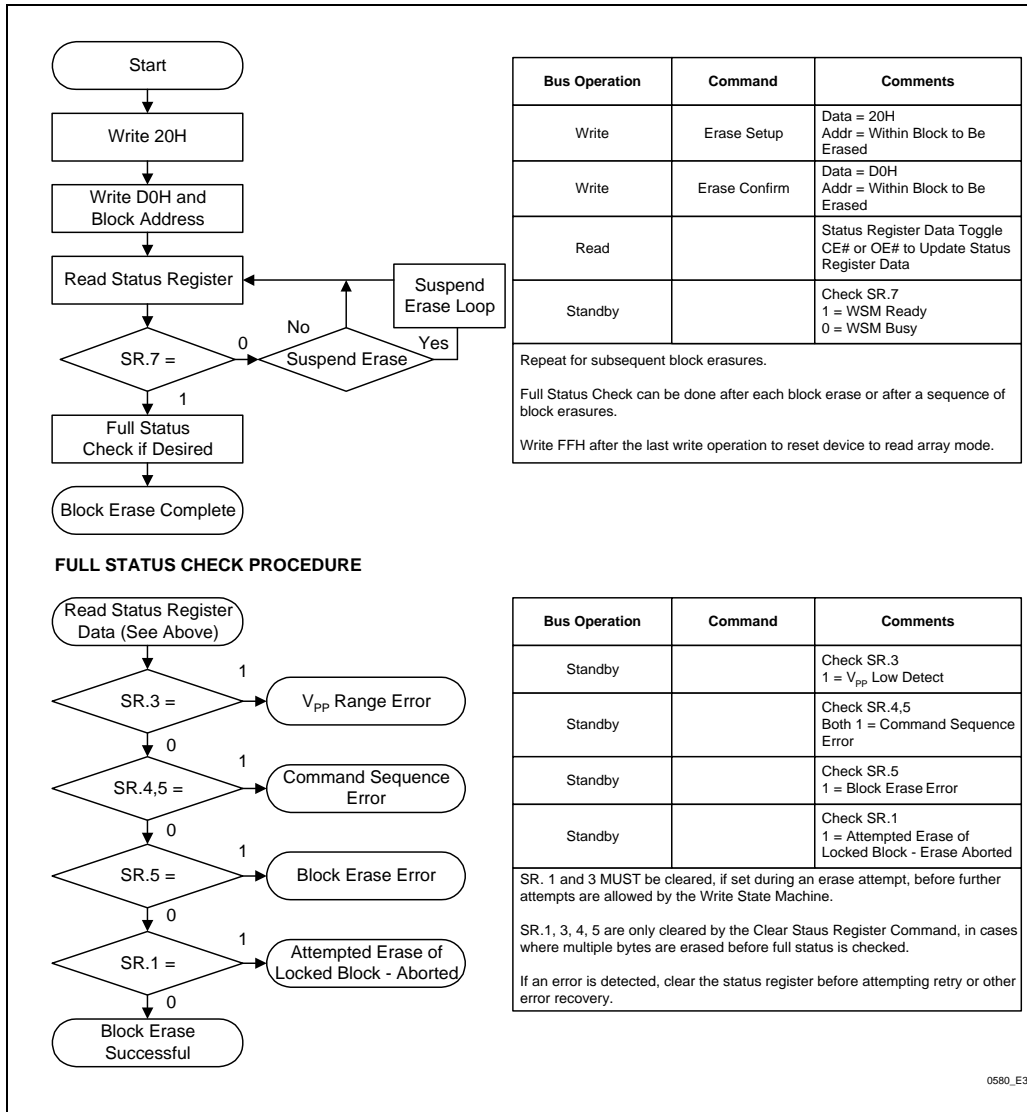 Start
Write 20H
Write D0H and
Block Address
Read Status Register
Suspend
Erase Loop
No
Yes
0
SR.7 =
Suspend Erase
1
Full Status
Check if Desired
Block Erase Complete
Bus Operation Command Comments
Write Erase Setup Data = 20H
Addr = Within Block to Be
Erased
Write Erase Confirm Data = D0H
Addr = Within Block to Be
Erased
Read Status Register Data Toggle
CE# or OE# to Update Status
Register Data
Standby Check SR.7
1 = WSM Ready
0 = WSM Busy
Repeat for subsequent block erasures.
Full Status Check can be done after each block erase or after a sequence of
block erasures.
Write FFH after the last write operation to reset device to read array mode.
FULL STATUS CHECK PROCEDURE
Read Status Register
Data (See Above)
1
SR.3 =
VPP Range Error
0
1
SR.4,5 =
Command Sequence
Error
0
1
SR.5 =
Block Erase Error
0
1
SR.1 =
Attempted Erase of
Locked Block - Aborted
0
Block Erase
Successful
Bus Operation Command Comments
Standby Check SR.3
1 = VPP Low Detect
Standby Check SR.4,5
Both 1 = Command Sequence
Error
Standby Check SR.5
1 = Block Erase Error
Standby Check SR.1
1 = Attempted Erase of
Locked Block - Erase Aborted
SR. 1 and 3 MUST be cleared, if set during an erase attempt, before further
attempts are allowed by the Write State Machine.
SR.1, 3, 4, 5 are only cleared by the Clear Staus Register Command, in cases
where multiple bytes are erased before full status is checked.
If an error is detected, clear the status register before attempting retry or other
error recovery.
0580_E3